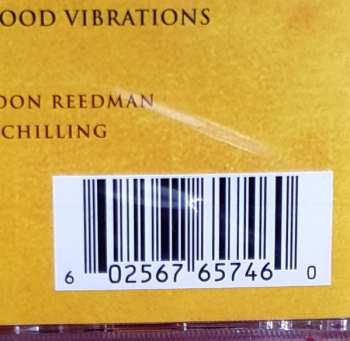 OOD VIBRATIONS
DON REEDMAN
CHILLING
6 02567 65746 0